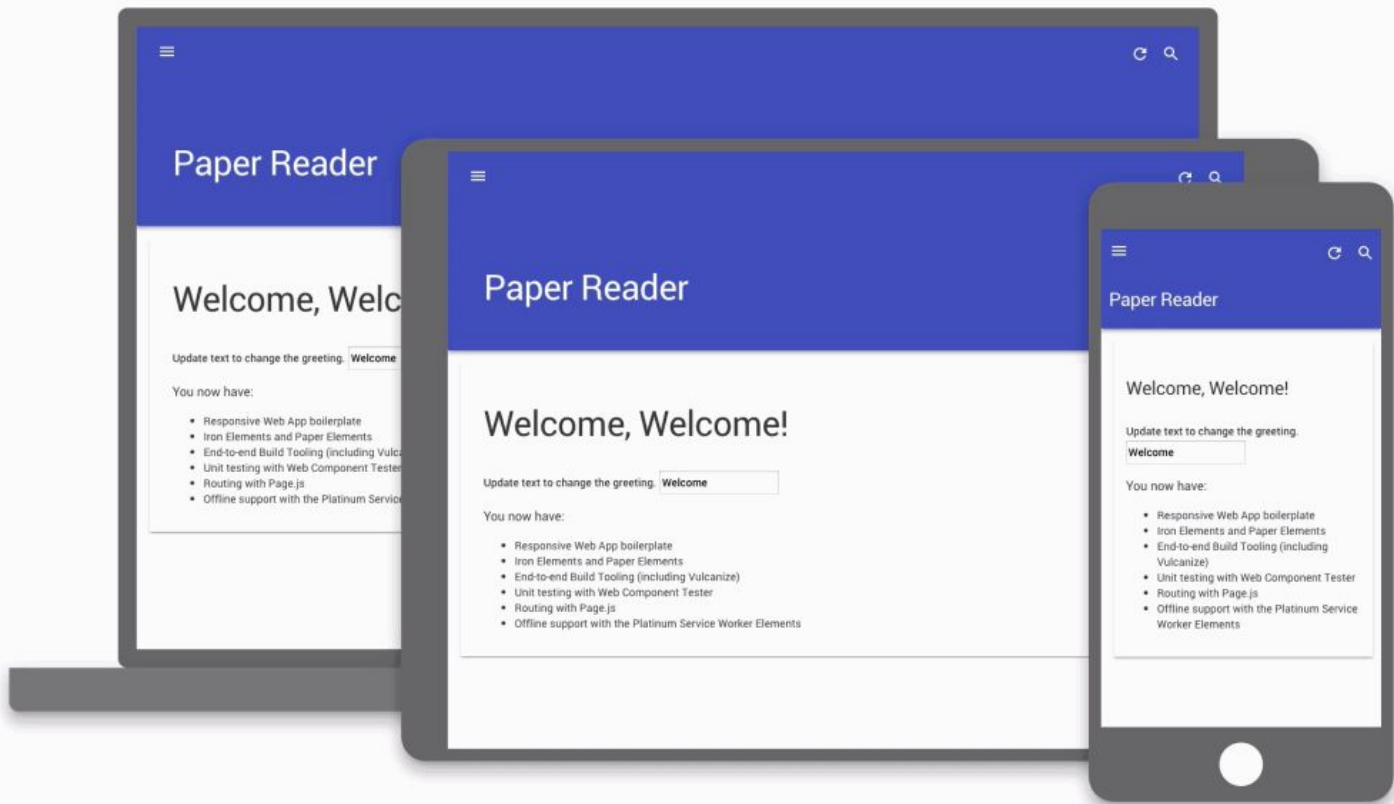 Paper Reader
Welcome, Welc
Update text to change the greeting. Welcome
You now have:
Responsive Web App boilerplate
Iron Elements and Paper Elements
End-to-end Build Tooling (including Vulc
Unit testing with Web Component Tester
Routing with Page.js
Offline support with the Platinum Service
Paper Reader
Welcome, Welcome!
Update text to change the greeting. Welcome
You now have:
Responsive Web App boilerplate
Iron Elements and Paper Elements
End-to-end Build Tooling (including Vulcanize)
Unit testing with Web Component Tester
Routing with Page.js
Offline support with the Platinum Service Worker Elements
Paper Reader
Welcome, Welcome!
Update text to change the greeting.
Welcome
You now have:
Responsive Web App boilerplate
Iron Elements and Paper Elements
End-to-end Build Tooling (including
Vulcanize)
Unit testing with Web Component Tester
Routing with Page.js
Offline support with the Platinum Service
Worker Elements